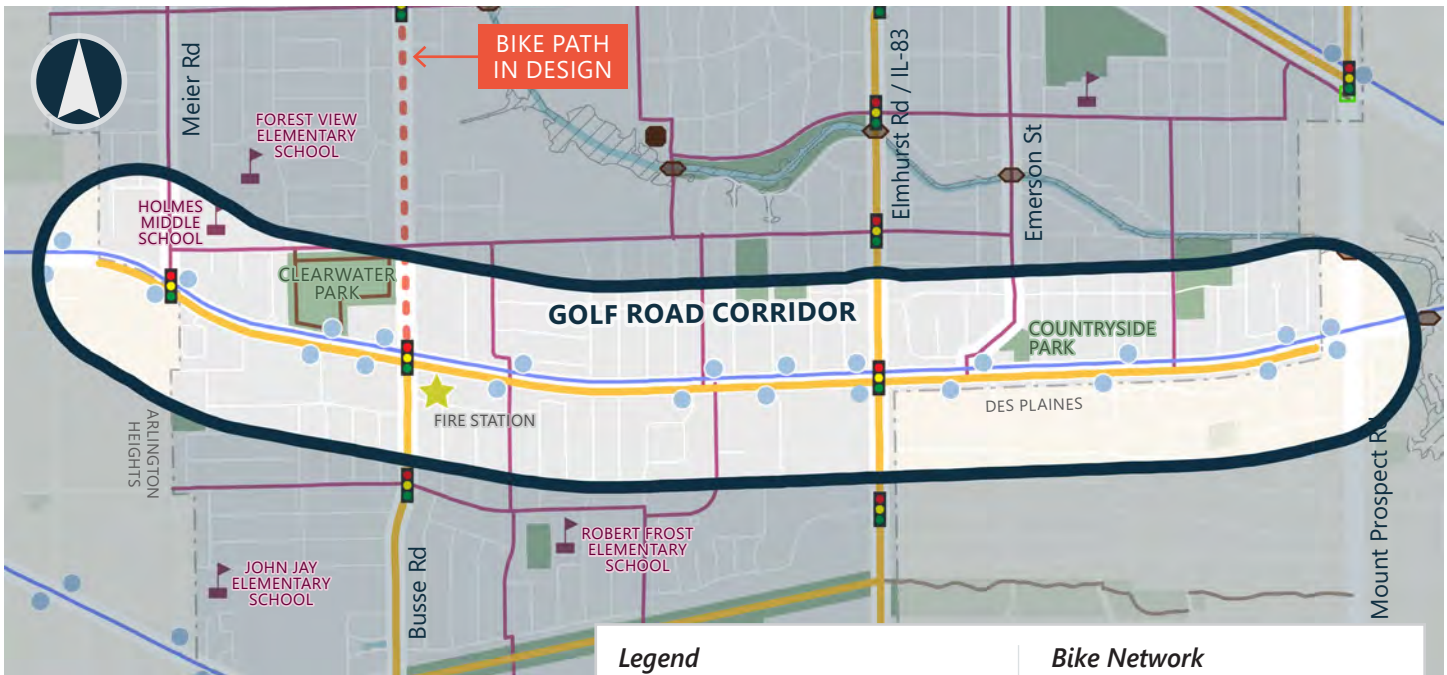 BIKE PATH
IN DESIGN
Meier Rd
Elmhurst Rd / IL-83
Emerson St
FOREST VIEW
ELEMENTARY
SCHOOL
HOLMES
MIDDLE
SCHOOL
CLEARWATER
PARK
GOLF ROAD CORRIDOR
COUNTRYSIDE
PARK
FIRE STATION
DES PLAINES
ARLINGTON
HEIGHTS
Mount Prospect Rd
ROBERT FROST
ELEMENTARY
SCHOOL
JOHN JAY
ELEMENTARY
SCHOOL
Busse Rd
Legend
Bike Network